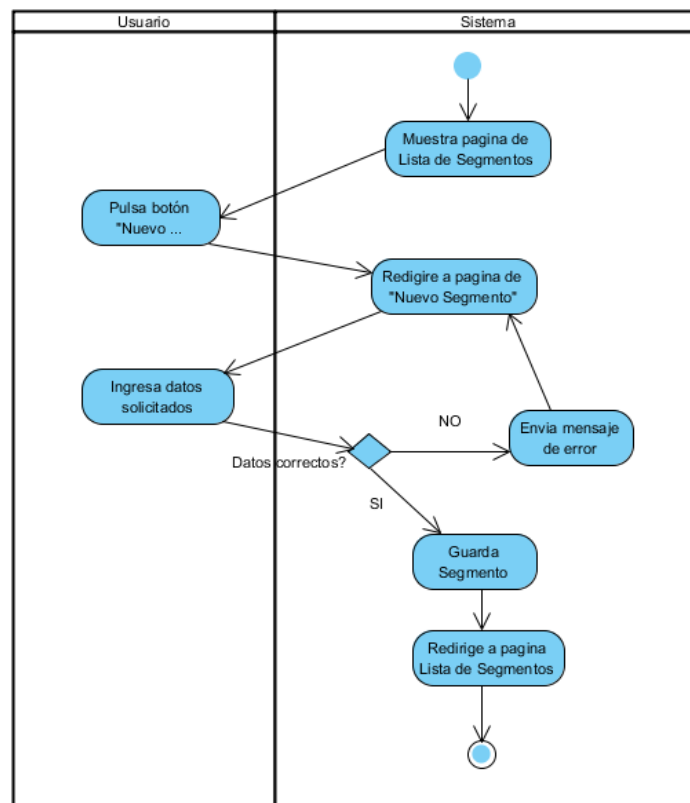 Usuario
Sistema
Muestra pagina de
Lista de Segmentos
Pulsa botón
"Nuevo ...
Redigire a pagina de
"Nuevo Segmento"
Ingresa datos
solicitados
Datos correctos?
NO
Envia mensaje
de error
SI
Guarda
Segmento
Redirige a pagina
Lista de Segmentos